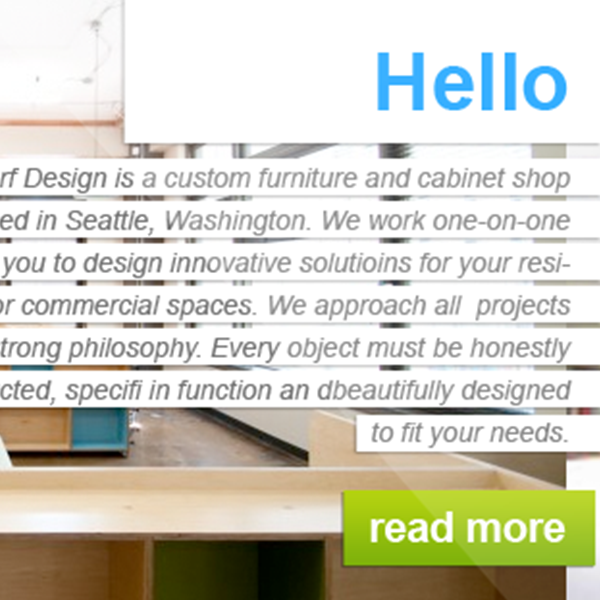 Hello
rf Design is a custom furniture and cabinet shop
ed in Seattle, Washington. We work one-on-one
you to design innovative solutioins for your resi-
or commercial spaces. We approach all projects
trong philosophy. Every object must be honestly
cted, specifi in function an dbeautifully designed
to fit your needs.
read more